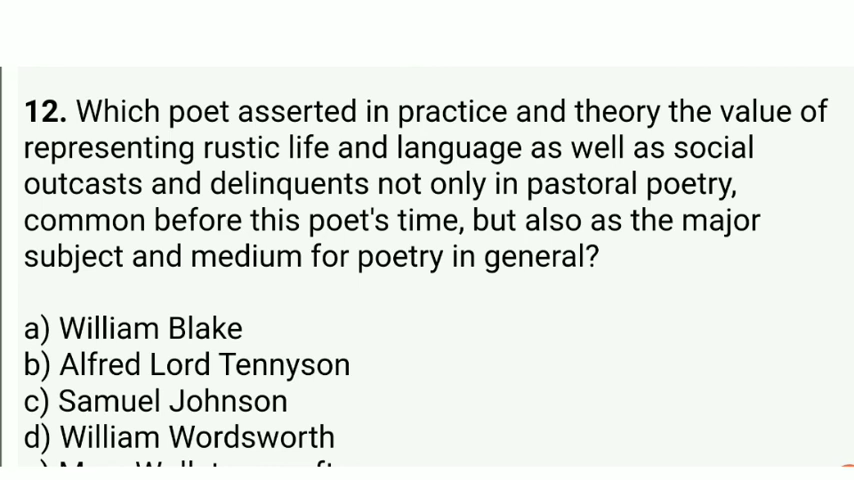 12. Which poet asserted in practice and theory the value of
representing rustic life and language as well as social
outcasts and delinquents not only in pastoral poetry,
common before this poet's time, but also as the major
subject and medium for poetry in general?
a) William Blake
b) Alfred Lord Tennyson
c) Samuel Johnson
d) William Wordsworth